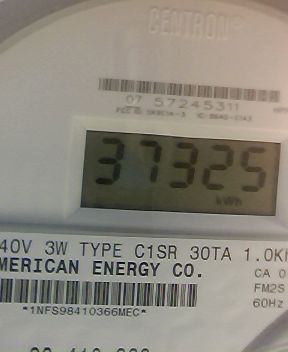 CENTRON®
07 57245311
37325
kWh
40V 3W TYPE C1SR 30TA 1.0K
MERICAN ENERGY CO.
CA 0
FM2S
60Hz
*1NFS98410366MEC*